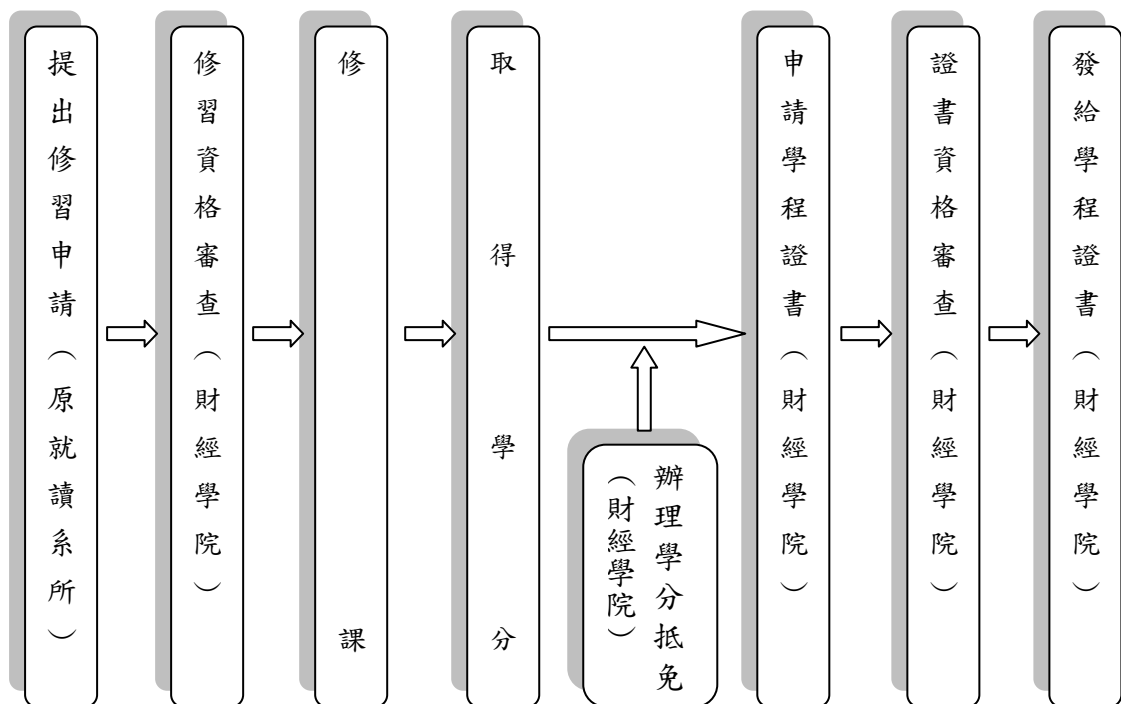 提出修習申請（原就讀系所）
修習資格審查（財經學院）
修課
取得學分
辦理學分抵免
（財經學院）
申請學程證書（財經學院）
證書資格審查（財經學院）
發給學程證書（財經學院）